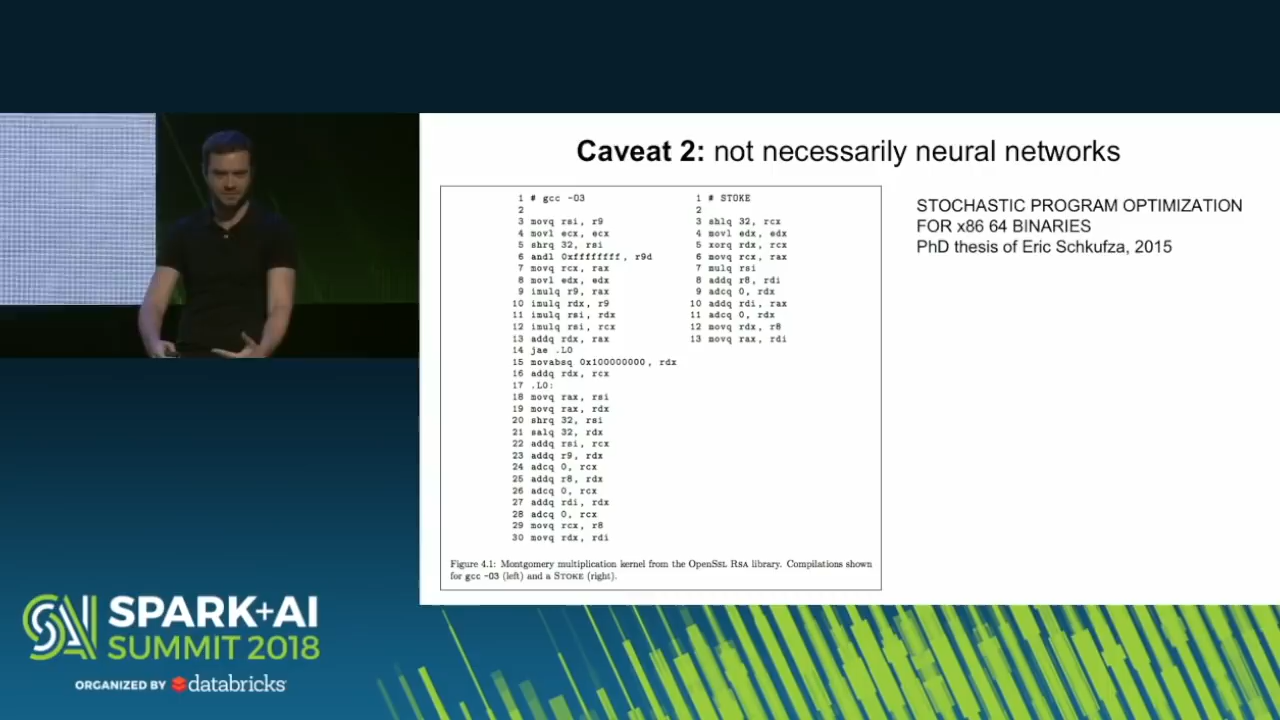 Caveat 2: not necessarily neural networks
1 # gcc -O3
2
3 movq rsi, r9
4 movl ecx, ecx
5 shrq 32, rsi
6 andl 0xffffffff, r9d
7 movq rcx, rax
8 movl edx, edx
9 imulq r9, rax
10 imulq rdx, r9
11 imulq rsi, rdx
12 imulq rsi, rcx
13 addq rdx, rax
14 jae .L0
15 movabsq 0x100000000, rdx
16 addq rdx, rcx
17 .L0:
18 movq rax, rsi
19 movq rax, rdx
20 shrq 32, rsi
21 salq 32, rdx
22 addq rsi, rcx
23 addq r9, rdx
24 adcq 0, rcx
25 addq r8, rdx
26 adcq 0, rcx
27 addq rdi, rdx
28 adcq 0, rcx
29 movq rcx, r8
30 movq rdx, rdi
1 # STOKE
2
3 shlq 32, rcx
4 movl edx, edx
5 xorq rdx, rcx
6 movq rcx, rax
7 mulq rsi
8 addq r8, rdi
9 adcq 0, rdx
10 addq rdi, rax
11 adcq 0, rdx
12 movq rdx, r8
13 movq rax, rdi
Figure 4.1: Montgomery multiplication kernel from the OpenSSL RSA library. Compilations shown
for gcc -O3 (left) and a STOKE (right).
STOCHASTIC PROGRAM OPTIMIZATION
FOR x86 64 BINARIES
PhD thesis of Eric Schkufza, 2015
SPARK+AI
SUMMIT 2018
ORGANIZED BY databricks